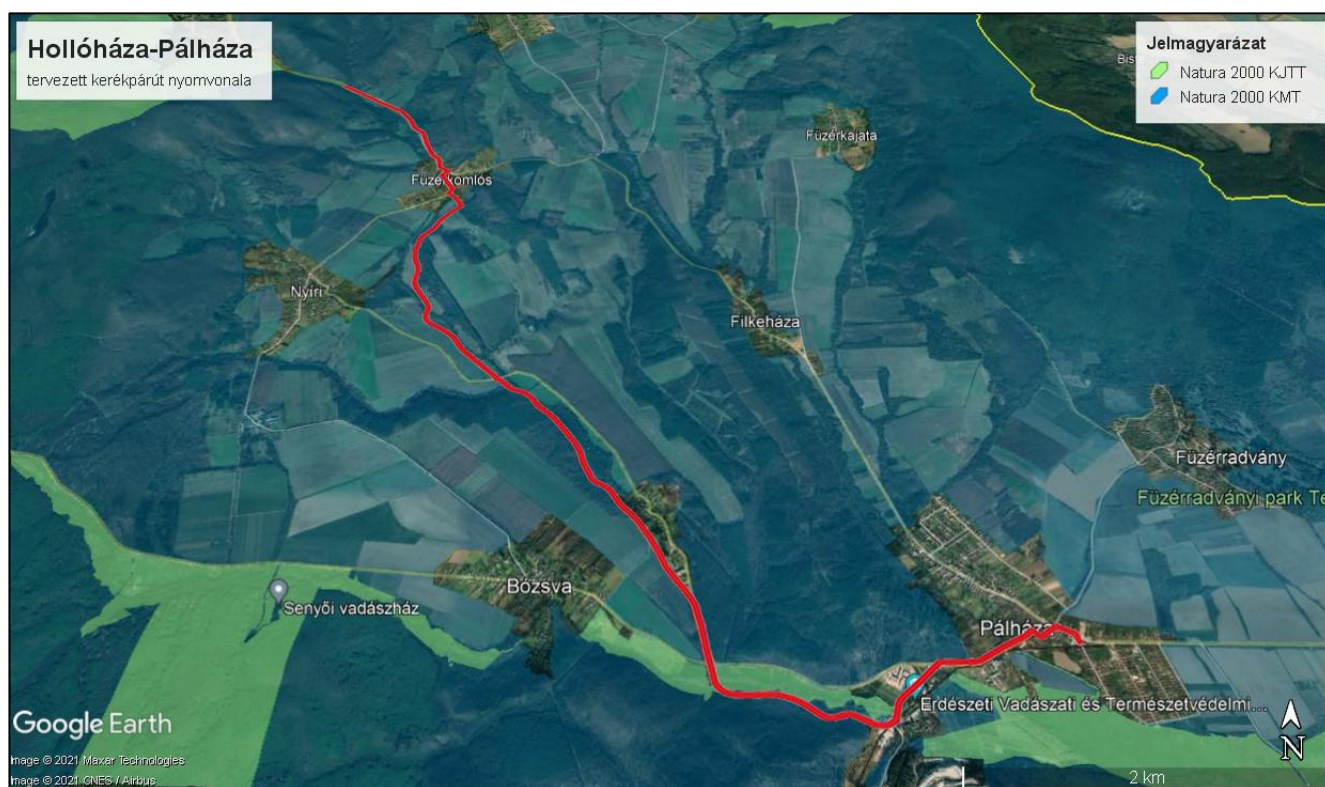 Hollóháza-Pálháza
tervezett kerékpárút nyomvonala
Jelmagyarázat
Natura 2000 KJTT
Natura 2000 KMT
Biste
Füzérkajata
Füzérkomlós
Nyíri
Filkeháza
Füzérradvány
Füzérradványi park Te
Bózsva
Senyői vadászház
Pálháza
Erdészeti Vadászati és Természetvédelmi...
Google Earth
N
Image © 2021 Maxar Technologies
Image © 2021 CNES / Airbus
2 km